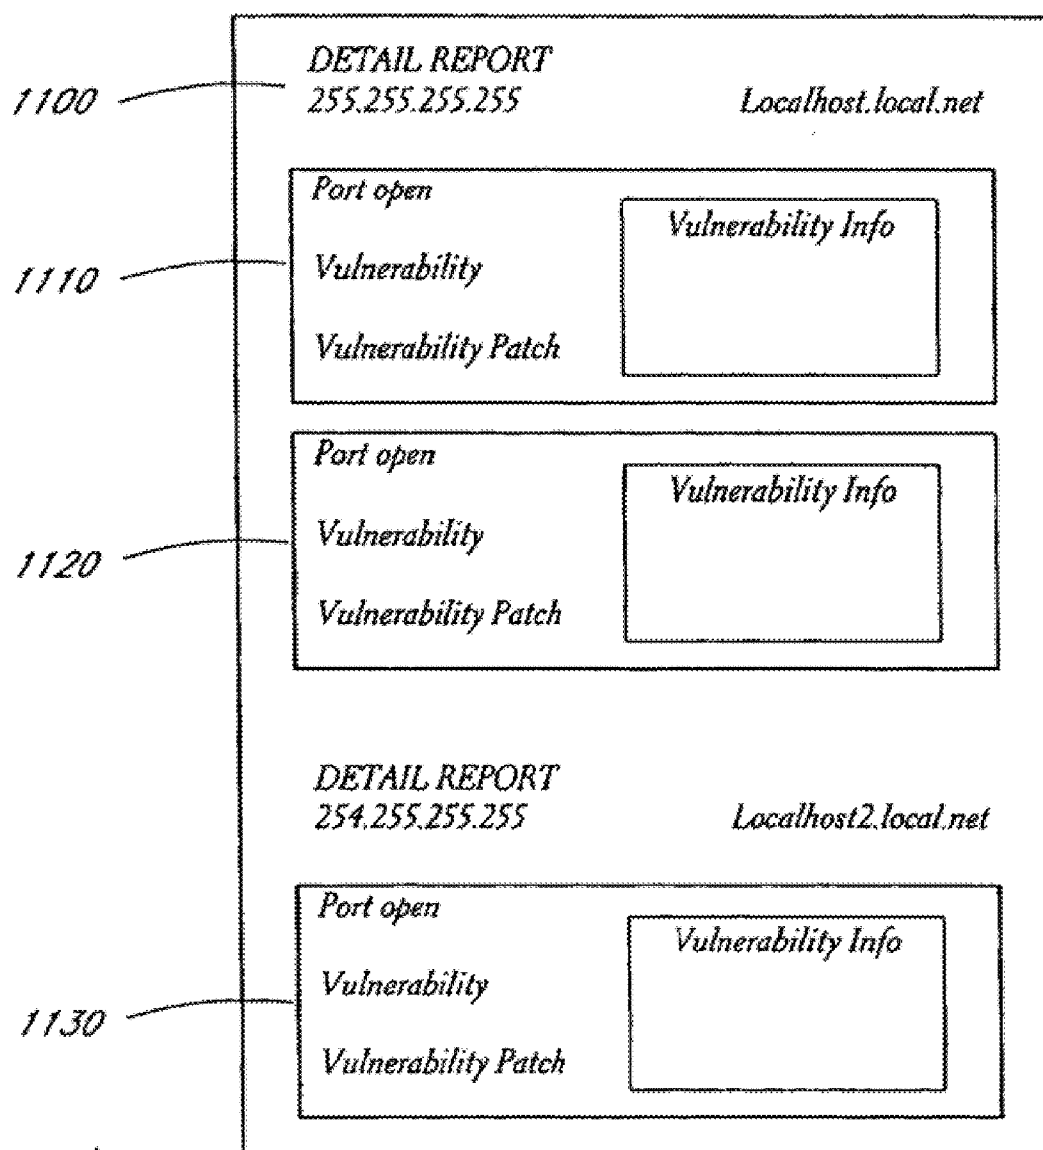 DETAIL REPORT
1100
255.255.255.255 Localhost.local.net
Port open
Vulnerability Info
1110
Vulnerability
Vulnerability Patch
Port open
Vulnerability Info
1120
Vulnerability
Vulnerability Patch
DETAIL REPORT
254.255.255.255 Localhost2.local.net
Port open
Vulnerability Info
1130
Vulnerability
Vulnerability Patch